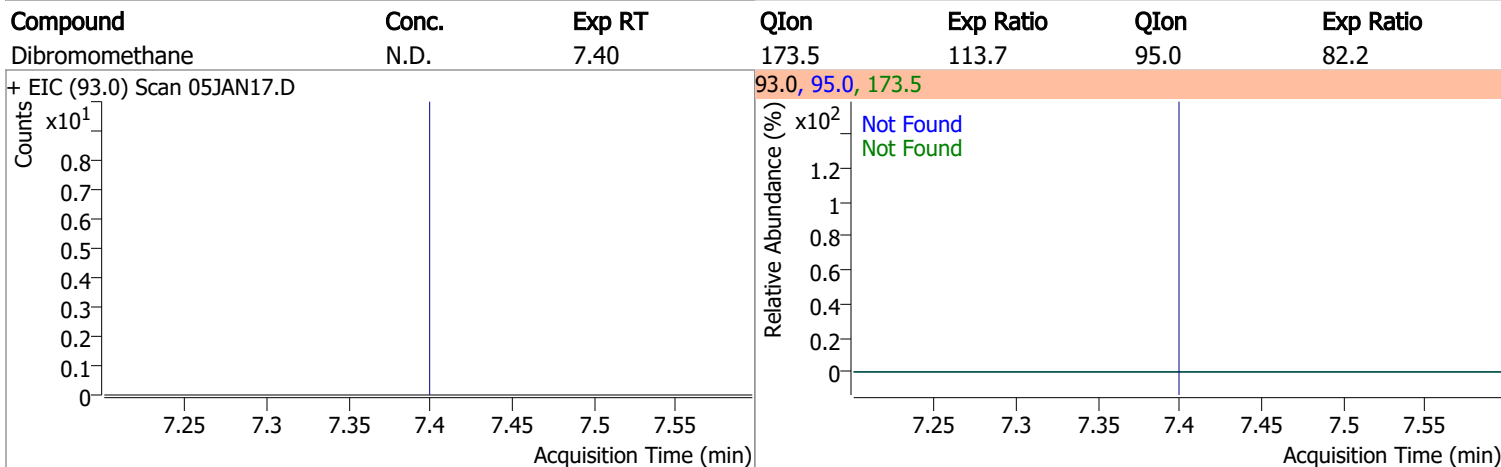 Compound Conc. Exp RT QIon Exp Ratio QIon Exp Ratio
Dibromomethane N.D. 7.40 173.5 113.7 95.0 82.2
+ EIC (93.0) Scan 05JAN17.D
Counts
x10¹
0.8
0.7
0.6
0.5
0.4
0.3
0.2
0.1
0
7.25 7.3 7.35 7.4 7.45 7.5 7.55
Acquisition Time (min)
93.0, 95.0, 173.5
Relative Abundance (%)
x10²
Not Found
Not Found
1.2
1
0.8
0.6
0.4
0.2
0
7.25 7.3 7.35 7.4 7.45 7.5 7.55
Acquisition Time (min)